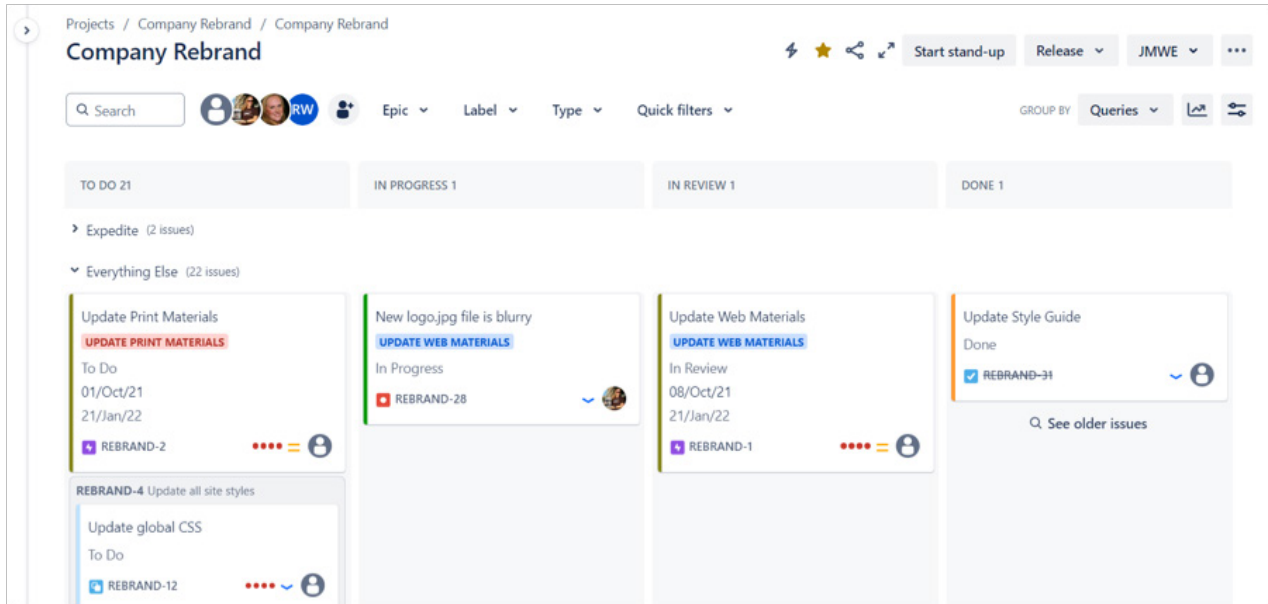 Projects / Company Rebrand / Company Rebrand
Company Rebrand
Start stand-up Release JMWE
Search RW Epic Label Type Quick filters GROUP BY Queries
TO DO 21 IN PROGRESS 1 IN REVIEW 1 DONE 1
Expedite (2 issues)
Everything Else (22 issues)
Update Print Materials
UPDATE PRINT MATERIALS
To Do
01/Oct/21
21/Jan/22
REBRAND-2
REBRAND-4 Update all site styles
Update global CSS
To Do
REBRAND-12
New logo.jpg file is blurry
UPDATE WEB MATERIALS
In Progress
REBRAND-28
Update Web Materials
UPDATE WEB MATERIALS
In Review
08/Oct/21
21/Jan/22
REBRAND-1
Update Style Guide
Done
REBRAND-31
See older issues